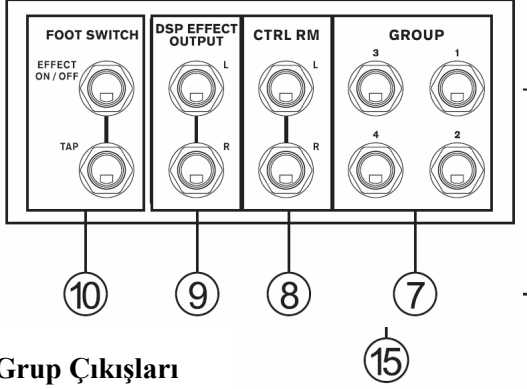 FOOT SWITCH
EFFECT
ON / OFF
TAP
DSP EFFECT
OUTPUT
L
R
CTRL RM
L
R
GROUP
3 1
4 2
10 9 8 7
15
Grup Çıkışları